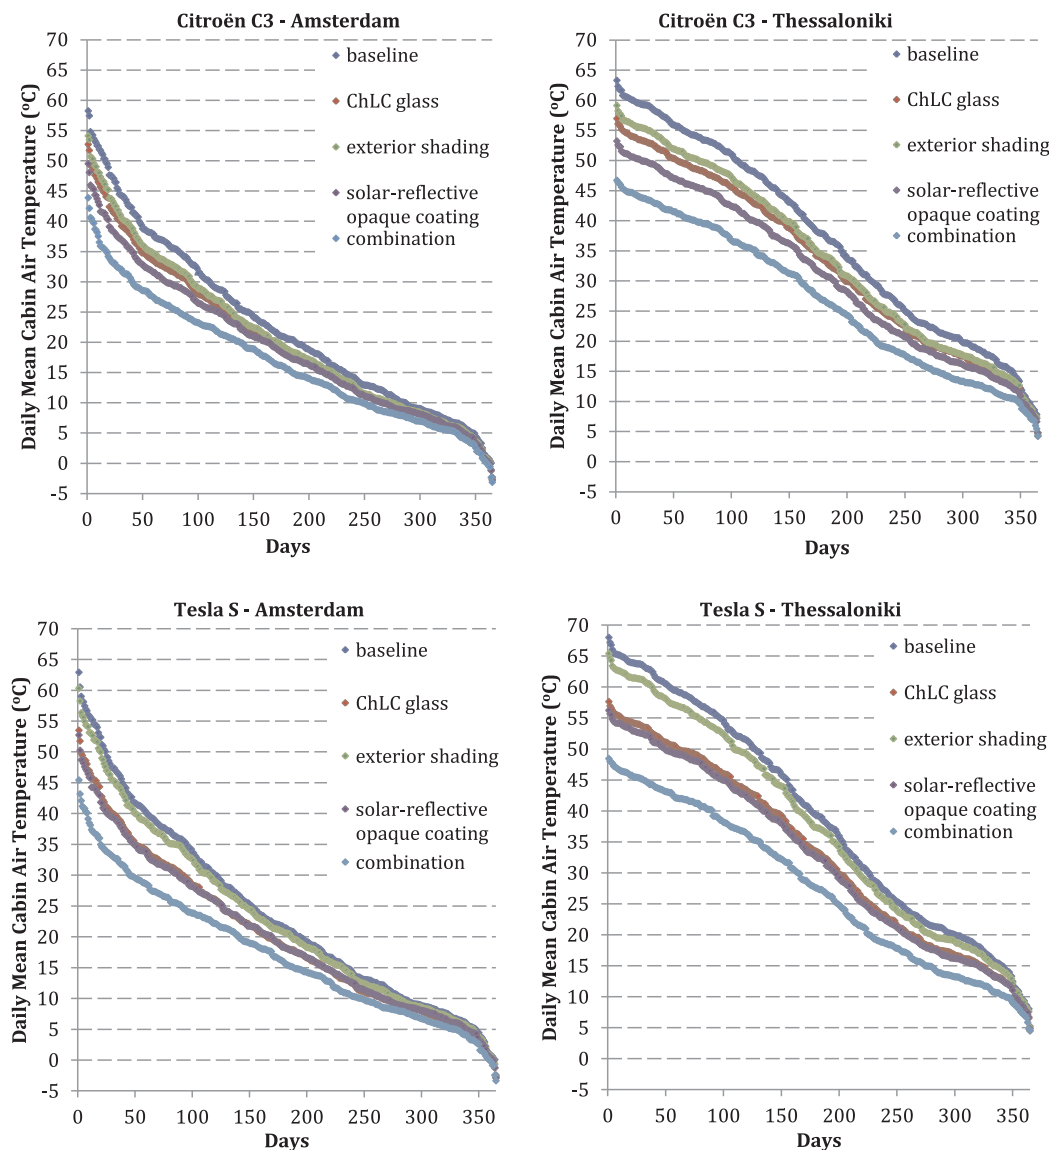 Citroën C3 - Amsterdam
Daily Mean Cabin Air Temperature (ºC)
70
65
60
55
50
45
40
35
30
25
20
15
10
5
0
-5
baseline
ChLC glass
exterior shading
solar-reflective
opaque coating
combination
0 50 100 150 200 250 300 350
Days
Citroën C3 - Thessaloniki
Daily Mean Cabin Air Temperature (ºC)
70
65
60
55
50
45
40
35
30
25
20
15
10
5
0
-5
baseline
ChLC glass
exterior shading
solar-reflective
opaque coating
combination
0 50 100 150 200 250 300 350
Days
Tesla S - Amsterdam
Daily Mean Cabin Air Temperature (ºC)
70
65
60
55
50
45
40
35
30
25
20
15
10
5
0
-5
baseline
ChLC glass
exterior shading
solar-reflective
opaque coating
combination
0 50 100 150 200 250 300 350
Days
Tesla S - Thessaloniki
Daily Mean Cabin Air Temperature (ºC)
70
65
60
55
50
45
40
35
30
25
20
15
10
5
0
-5
baseline
ChLC glass
exterior shading
solar-reflective
opaque coating
combination
0 50 100 150 200 250 300 350
Days